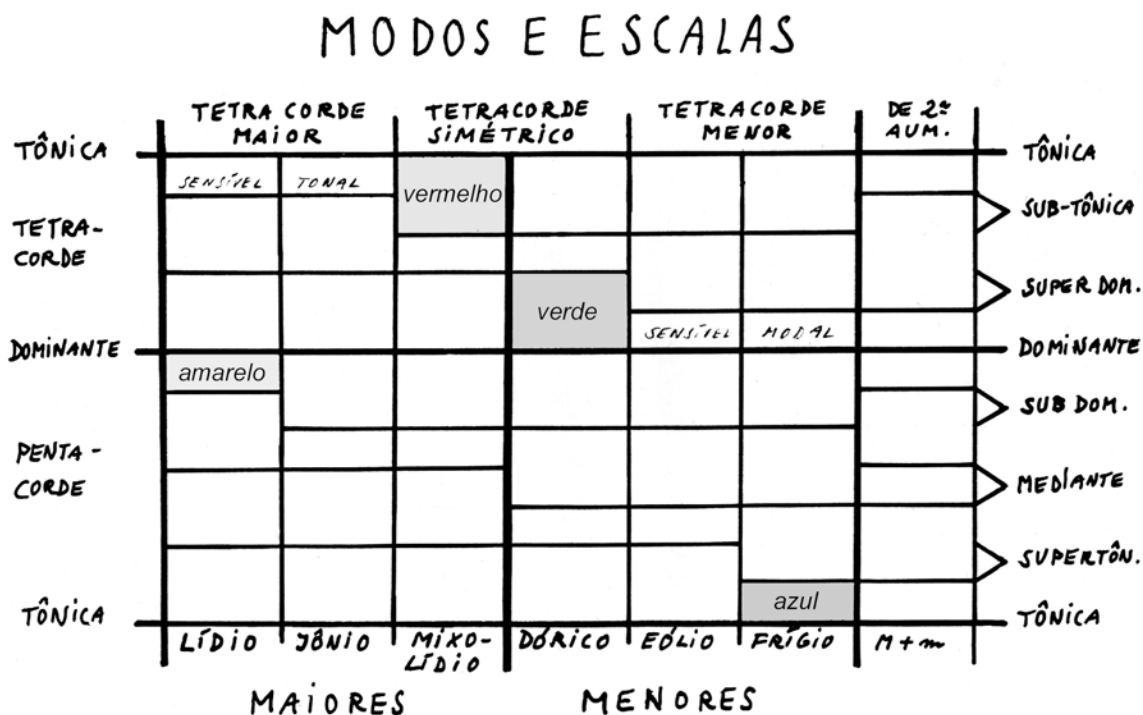 MODOS E ESCALAS
TETRA CORDE MAIOR
TETRACORDE SIMÉTRICO
TETRACORDE MENOR
DE 2ª AUM.
TÔNICA
TÔNICA
SENSÍVEL TONAL
vermelho
SUB-TÔNICA
TETRA-
CORDE
verde
SUPER DOM.
SENSÍVEL MODAL
DOMINANTE
DOMINANTE
amarelo
SUB DOM.
PENTA-
CORDE
MEDIANTE
SUPERTÔN.
azul
TÔNICA
TÔNICA
LÍDIO
JÔNIO
MIXO-
LÍDIO
DÓRICO
EÓLIO
FRÍGIO
M+m
MAIORES
MENORES